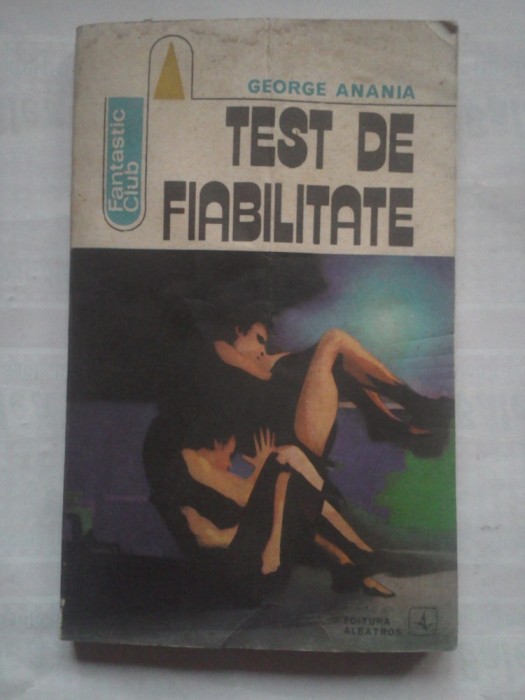 GEORGE ANANIA
TEST DE
FIABILITATE
Fantastic
Club
EDITURA
ALBATROS